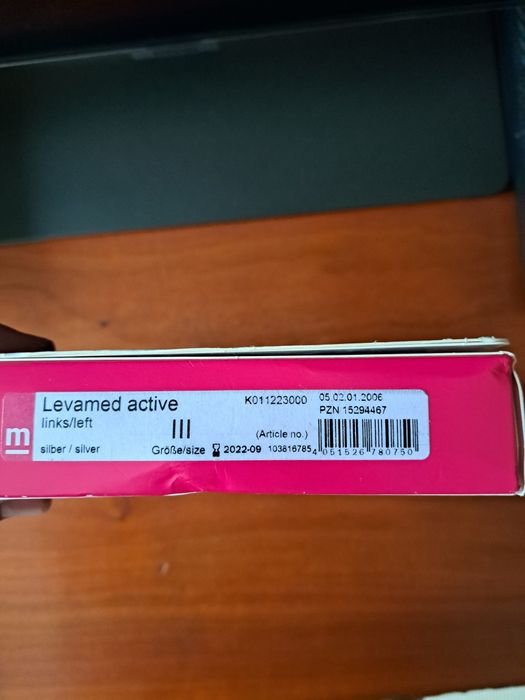 Levamed active
links/left
silber / silver
III
Größe/size
2022-09
K011223000
(Article no.)
103816785
05.02.01.2006
PZN 15294467
4 051526 780750
m